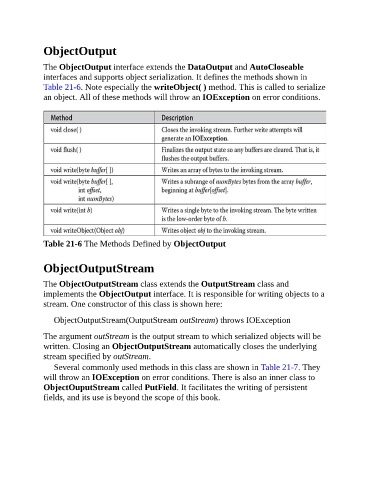 ObjectOutput
The ObjectOutput interface extends the DataOutput and AutoCloseable
interfaces and supports object serialization. It defines the methods shown in
Table 21-6. Note especially the writeObject( ) method. This is called to serialize
an object. All of these methods will throw an IOException on error conditions.
Method Description
void close( ) Closes the invoking stream. Further write attempts will
generate an IOException.
void flush( ) Finalizes the output state so any buffers are cleared. That is, it
flushes the output buffers.
void write(byte buffer[ ]) Writes an array of bytes to the invoking stream.
void write(byte buffer[ ], Writes a subrange of numBytes bytes from the array buffer,
int offset, beginning at buffer[offset].
int numBytes)
void write(int b) Writes a single byte to the invoking stream. The byte written
is the low-order byte of b.
void writeObject(Object obj) Writes object obj to the invoking stream.
Table 21-6 The Methods Defined by ObjectOutput
ObjectOutputStream
The ObjectOutputStream class extends the OutputStream class and
implements the ObjectOutput interface. It is responsible for writing objects to a
stream. One constructor of this class is shown here:
ObjectOutputStream(OutputStream outStream) throws IOException
The argument outStream is the output stream to which serialized objects will be
written. Closing an ObjectOutputStream automatically closes the underlying
stream specified by outStream.
Several commonly used methods in this class are shown in Table 21-7. They
will throw an IOException on error conditions. There is also an inner class to
ObjectOuputStream called PutField. It facilitates the writing of persistent
fields, and its use is beyond the scope of this book.